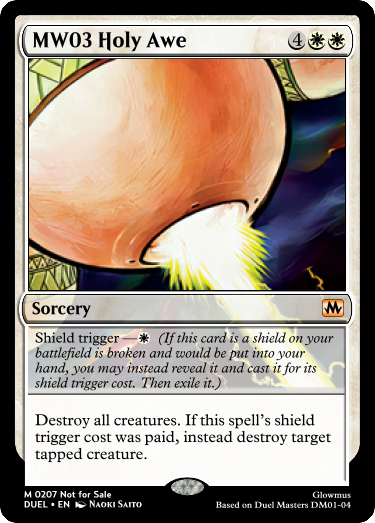 MW03 Holy Awe 4
Sorcery
Shield trigger — (If this card is a shield on your
battlefield is broken and would be put into your
hand, you may instead reveal it and cast it for its
shield trigger cost. Then exile it.)
Destroy all creatures. If this spell's shield
trigger cost was paid, instead destroy target
tapped creature.
M 0207 Not for Sale
Glowmus
DUEL • EN Naoki Saito
Based on Duel Masters DM01-04